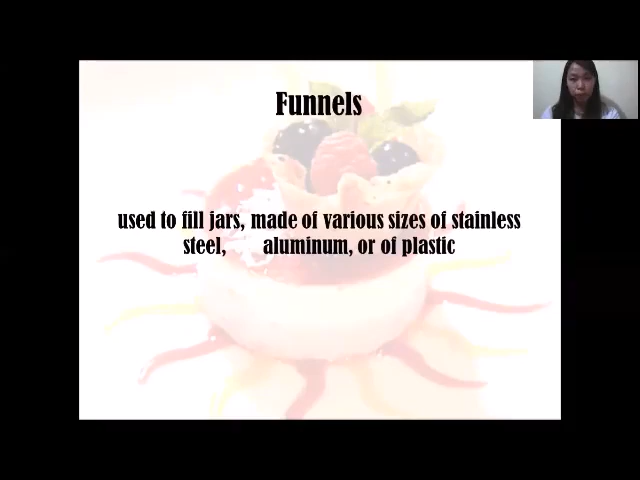 Funnels
used to fill jars, made of various sizes of stainless
steel, aluminum, or of plastic